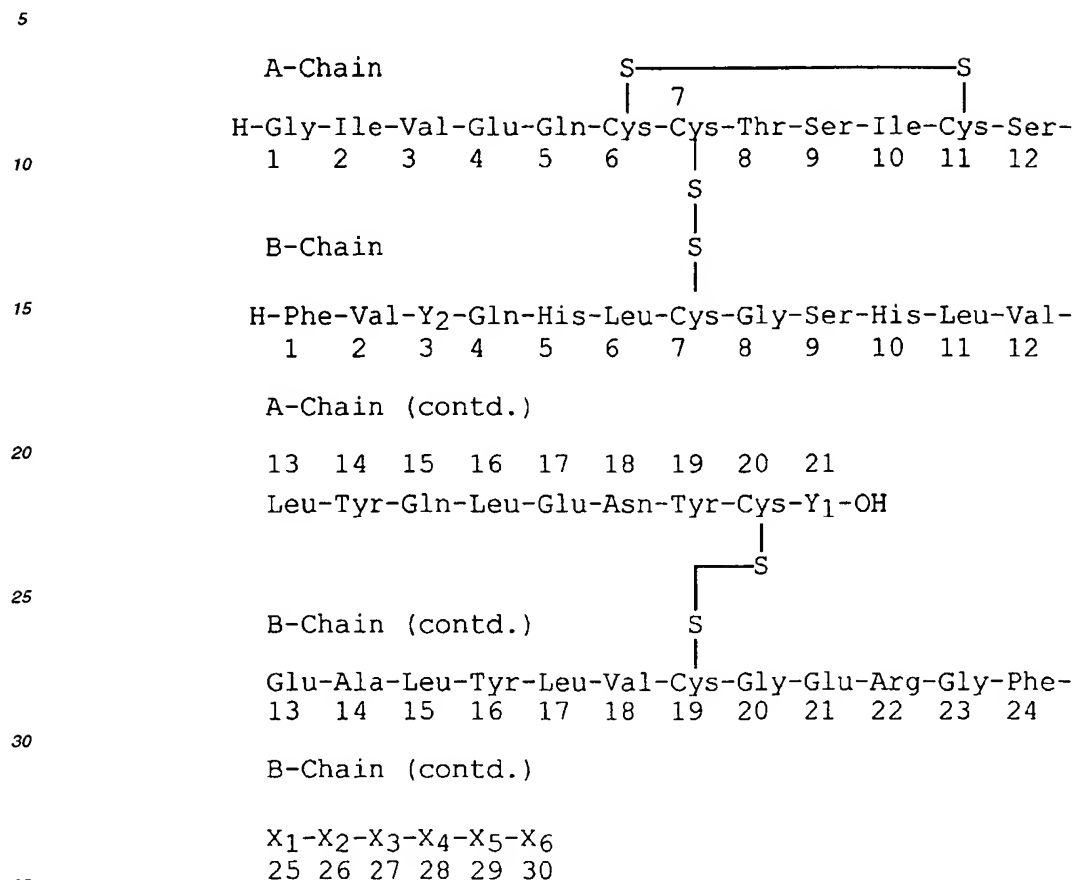 5
A-Chain S S
7
H-Gly-Ile-Val-Glu-Gln-Cys-Cys-Thr-Ser-Ile-Cys-Ser-
10 1 2 3 4 5 6 8 9 10 11 12
S
B-Chain S
15 H-Phe-Val-Y2-Gln-His-Leu-Cys-Gly-Ser-His-Leu-Val-
1 2 3 4 5 6 7 8 9 10 11 12
A-Chain (contd.)
20 13 14 15 16 17 18 19 20 21
Leu-Tyr-Gln-Leu-Glu-Asn-Tyr-Cys-Y1-OH
S
25
B-Chain (contd.) S
Glu-Ala-Leu-Tyr-Leu-Val-Cys-Gly-Glu-Arg-Gly-Phe-
13 14 15 16 17 18 19 20 21 22 23 24
30
B-Chain (contd.)
X1-X2-X3-X4-X5-X6
25 26 27 28 29 30